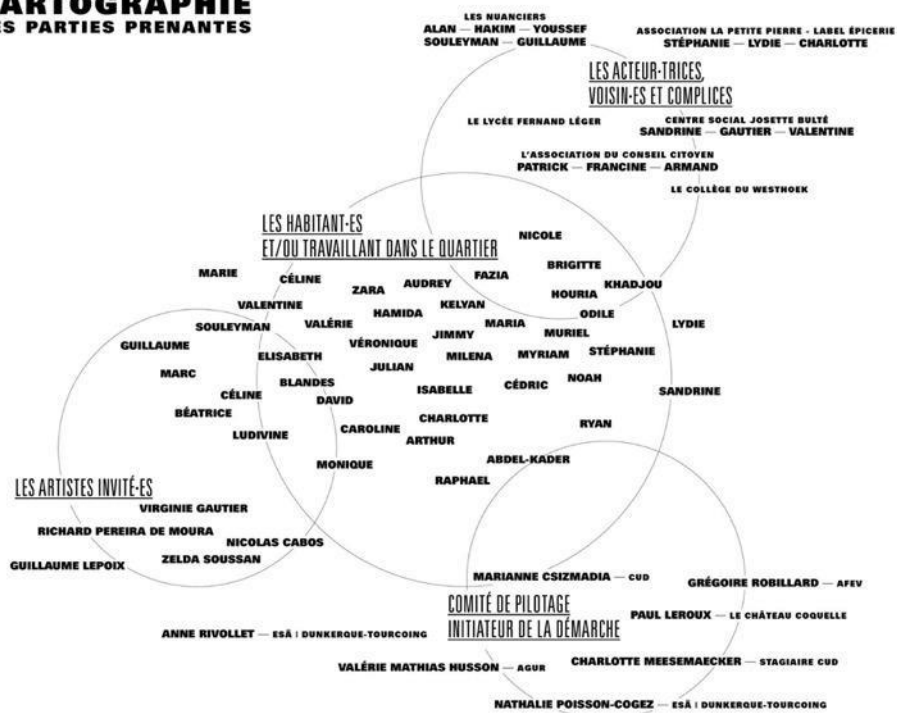 CARTOGRAPHIE
ES PARTIES PRENANTES
LES NUANCIERS
ALAN — HAKIM — YOUSSEF
SOULEYMAN — GUILLAUME
ASSOCIATION LA PETITE PIERRE - LABEL ÉPICERIE
STÉPHANIE — LYDIE — CHARLOTTE
LES ACTEUR·TRICES,
VOISIN·ES ET COMPLICES
LE LYCÉE FERNAND LÉGER
CENTRE SOCIAL JOSETTE BULTÉ
SANDRINE — GAUTIER — VALENTINE
L'ASSOCIATION DU CONSEIL CITOYEN
PATRICK — FRANCINE — ARMAND
LE COLLÈGE DU WESTHOEK
LES HABITANT·ES
ET/OU TRAVAILLANT DANS LE QUARTIER
NICOLE
BRIGITTE
MARIE
CÉLINE
ZARA
AUDREY
FAZIA
KHADJOU
HOURIA
VALENTINE
HAMIDA
KELYAN
ODILE
SOULEYMAN
VALÉRIE
MARIA
LYDIE
JIMMY
MURIEL
GUILLAUME
VÉRONIQUE
ELISABETH
MILENA
MYRIAM
STÉPHANIE
JULIAN
MARC
BLANDES
NOAH
CÉDRIC
ISABELLE
SANDRINE
CÉLINE
DAVID
BÉATRICE
CHARLOTTE
RYAN
LUDIVINE
CAROLINE
ARTHUR
MONIQUE
ABDEL-KADER
RAPHAEL
LES ARTISTES INVITÉ·ES
VIRGINIE GAUTIER
RICHARD PEREIRA DE MOURA
NICOLAS CABOS
GUILLAUME LEPOIX
ZELDA SOUSSAN
MARIANNE CSIZMADIA — CUD
GRÉGOIRE ROBILLARD — AFEV
COMITÉ DE PILOTAGE
INITIATEUR DE LA DÉMARCHE
PAUL LEROUX — LE CHÂTEAU COQUELLE
ANNE RIVOLLET — ESÄ | DUNKERQUE-TOURCOING
VALÉRIE MATHIAS HUSSON — AGUR
CHARLOTTE MEESEMAECKER — STAGIAIRE CUD
NATHALIE POISSON-COGEZ — ESÄ | DUNKERQUE-TOURCOING